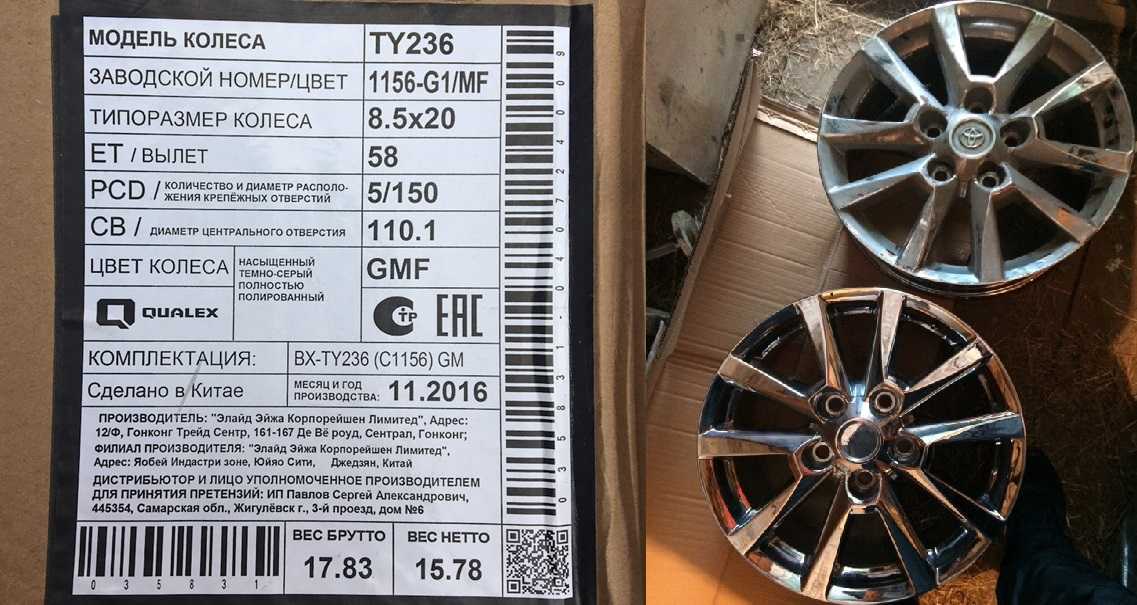 МОДЕЛЬ КОЛЕСА TY236
ЗАВОДСКОЙ НОМЕР/ЦВЕТ 1156-G1/MF
ТИПОРАЗМЕР КОЛЕСА 8.5x20
ET / ВЫЛЕТ 58
PCD / КОЛИЧЕСТВО И ДИАМЕТР РАСПОЛО-
ЖЕНИЯ КРЕПЁЖНЫХ ОТВЕРСТИЙ 5/150
CB / ДИАМЕТР ЦЕНТРАЛЬНОГО ОТВЕРСТИЯ 110.1
ЦВЕТ КОЛЕСА
НАСЫЩЕННЫЙ
ТЕМНО-СЕРЫЙ
ПОЛНОСТЬЮ
ПОЛИРОВАННЫЙ
GMF
QUALEX
СТР ЕАС
КОМПЛЕКТАЦИЯ: BX-TY236 (C1156) GM
Сделано в Китае
МЕСЯЦ И ГОД
ПРОИЗВОДСТВА: 11.2016
ПРОИЗВОДИТЕЛЬ: "Элайд Эйжа Корпорейшен Лимитед", Адрес:
12/Ф, Гонконг Трейд Сентр, 161-167 Де Вё роуд, Сентрал, Гонконг;
ФИЛИАЛ ПРОИЗВОДИТЕЛЯ: "Элайд Эйжа Корпорейшен Лимитед",
Адрес: Яобей Индастри зоне, Юйяо Сити, Джедзян, Китай
ДИСТРИБЬЮТОР И ЛИЦО УПОЛНОМОЧЕННОЕ ПРОИЗВОДИТЕЛЕМ
ДЛЯ ПРИНЯТИЯ ПРЕТЕНЗИЙ: ИП Павлов Сергей Александрович,
445354, Самарская обл., Жигулёвск г., 3-й проезд, дом №6
035831
ВЕС БРУТТО
17.83
ВЕС НЕТТО
15.78